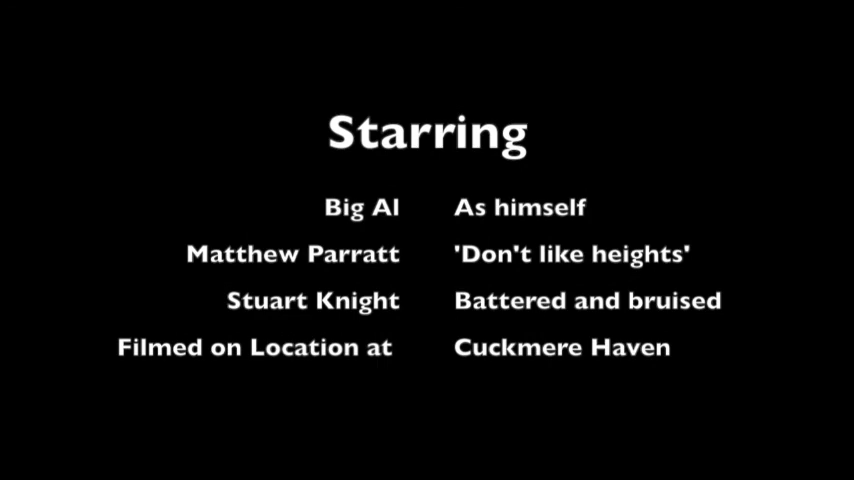 Starring
Big Al As himself
Matthew Parratt 'Don't like heights'
Stuart Knight Battered and bruised
Filmed on Location at Cuckmere Haven